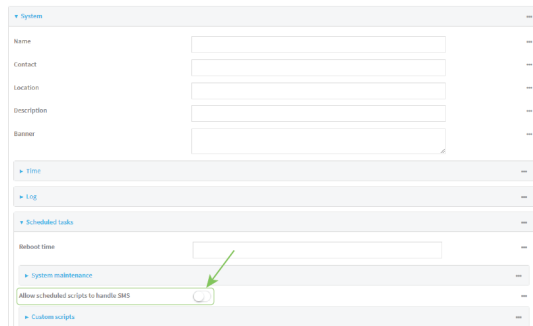 System
Name
Contact
Location
Description
Banner
Time
Log
Scheduled tasks
Reboot time
System maintenance
Allow scheduled scripts to handle SMS
Custom scripts